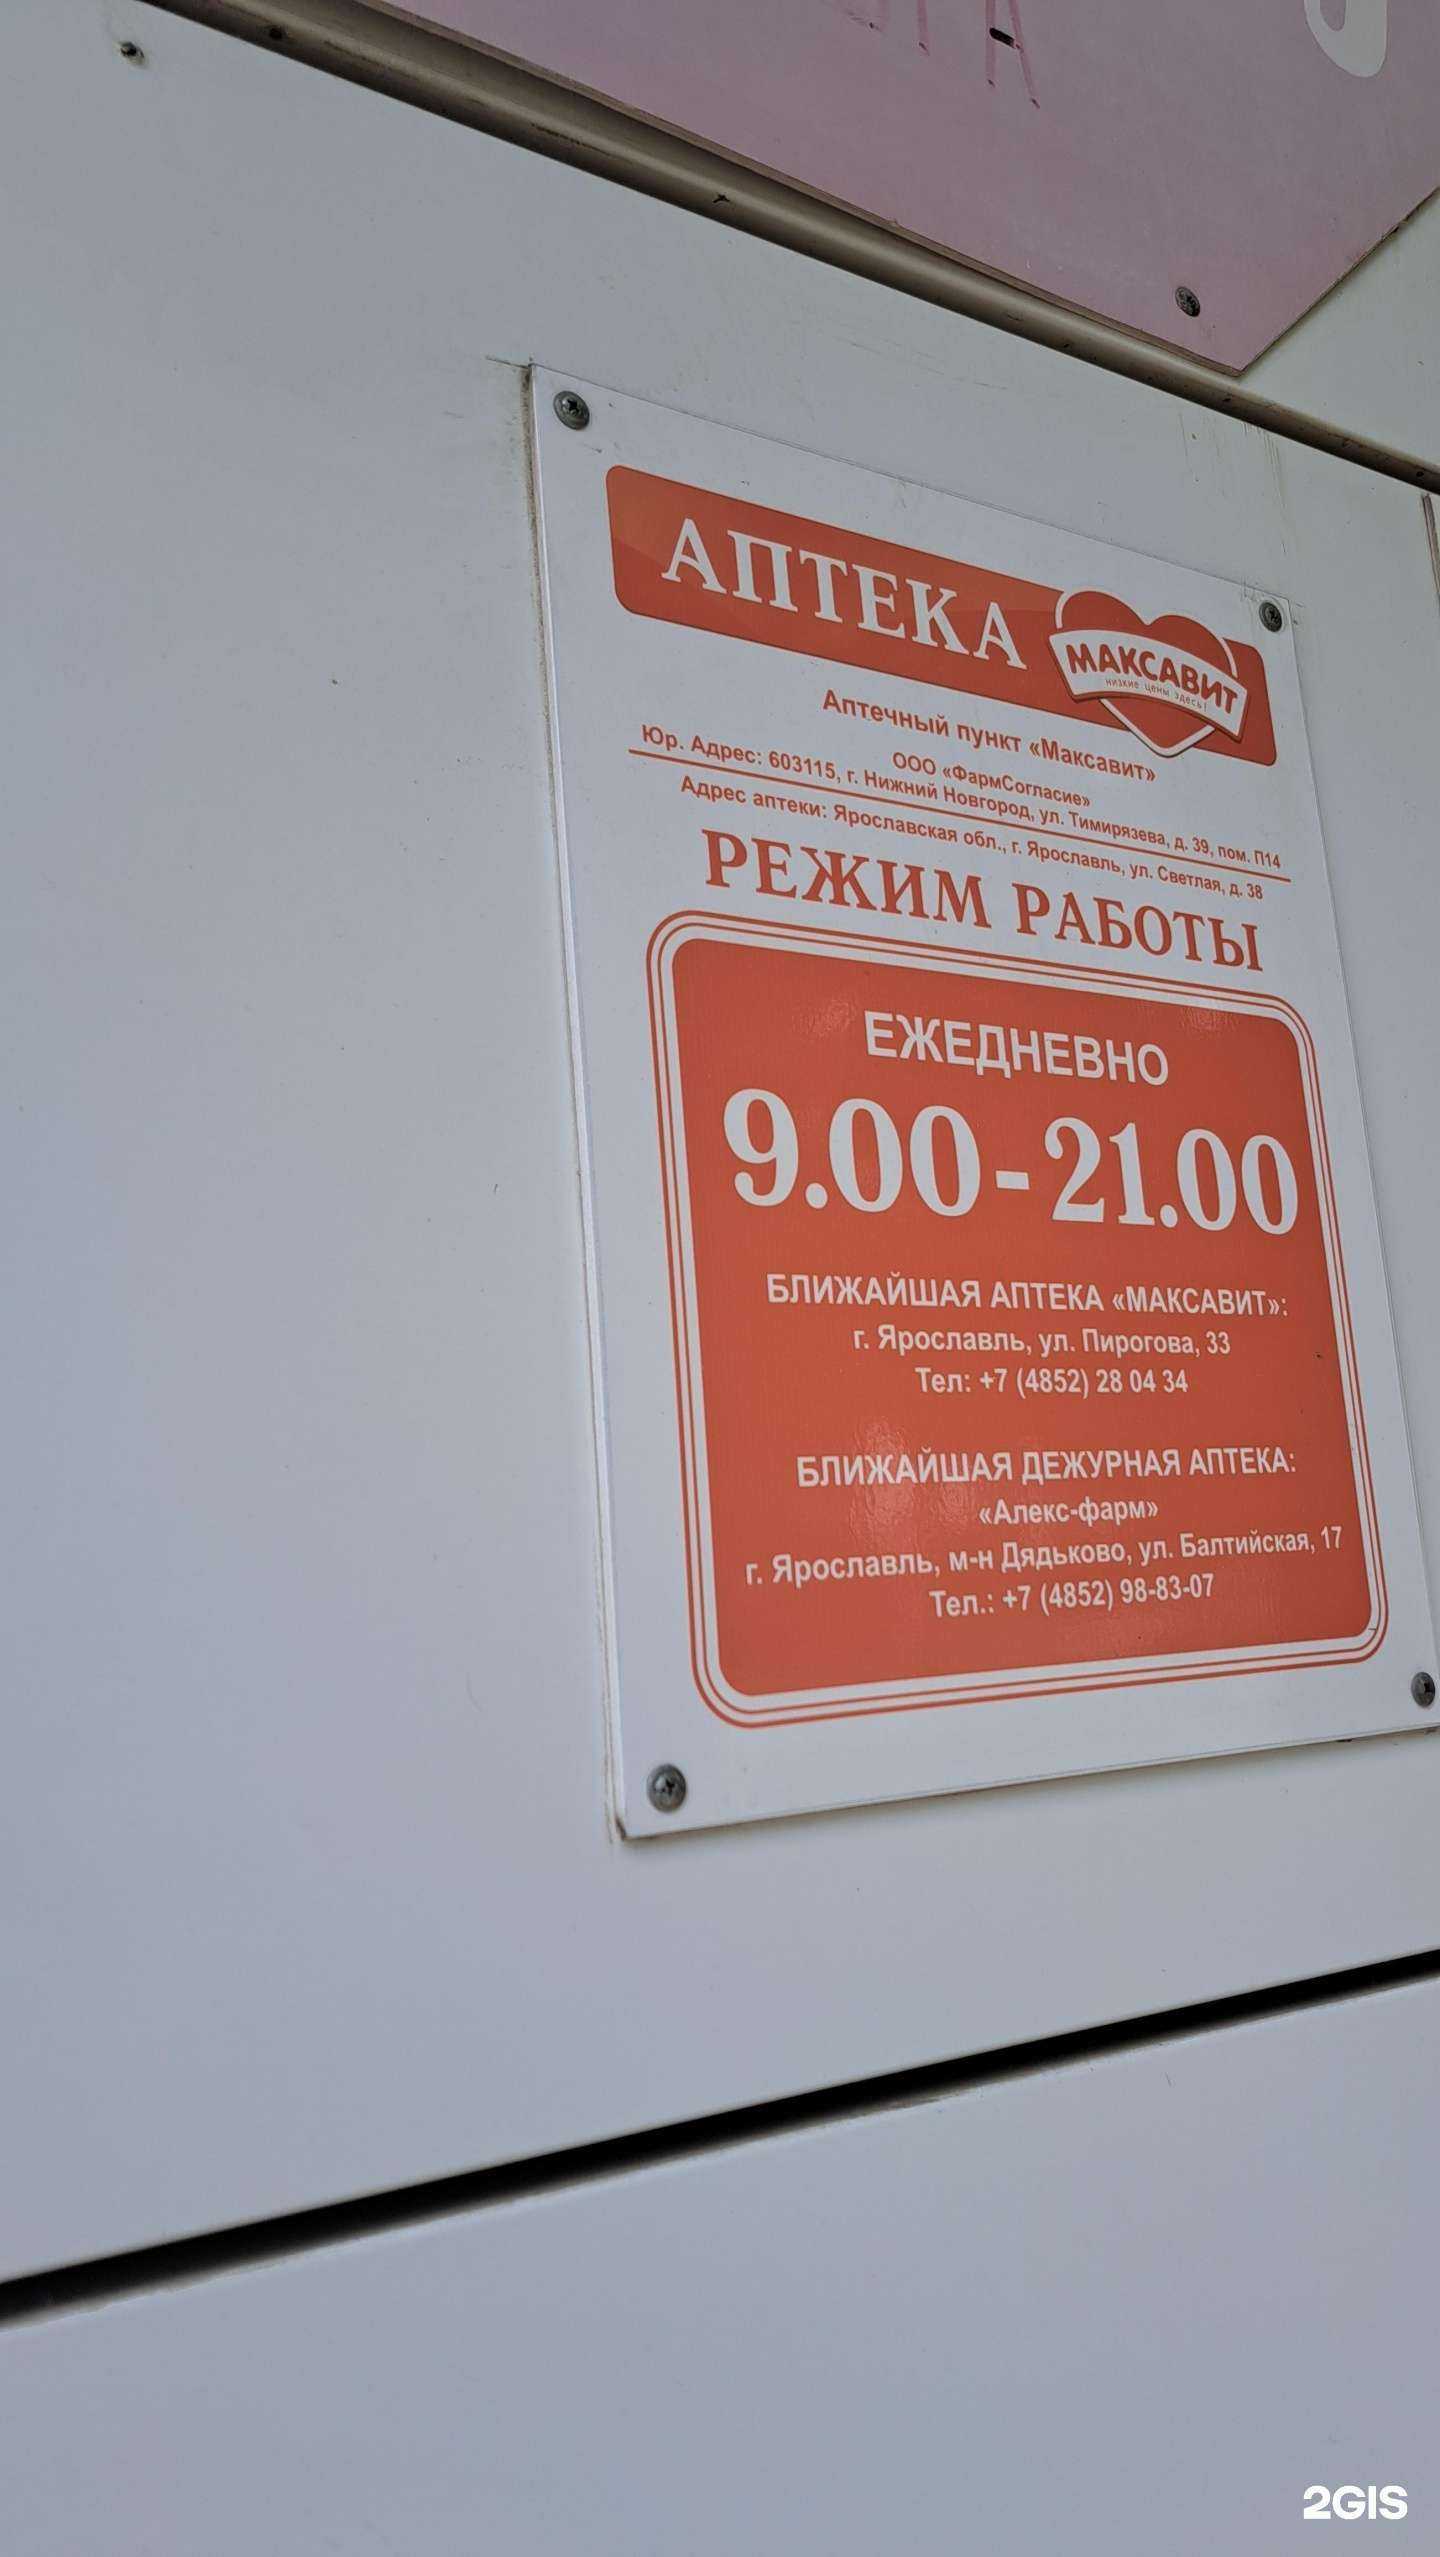 АПТЕКА
МАКСАВИТ
низкие цены здесь!
Аптечный пункт «Максавит»
ООО «ФармСогласие»
Юр. Адрес: 603115, г. Нижний Новгород, ул. Тимирязева, д. 39, пом. П14
Адрес аптеки: Ярославская обл., г. Ярославль, ул. Светлая, д. 38
РЕЖИМ РАБОТЫ
ЕЖЕДНЕВНО
9.00-21.00
БЛИЖАЙШАЯ АПТЕКА «МАКСАВИТ»:
г. Ярославль, ул. Пирогова, 33
Тел: +7 (4852) 28 04 34
БЛИЖАЙШАЯ ДЕЖУРНАЯ АПТЕКА:
«Алекс-фарм»
г. Ярославль, м-н Дядьково, ул. Балтийская, 17
Тел.: +7 (4852) 98-83-07
2GIS